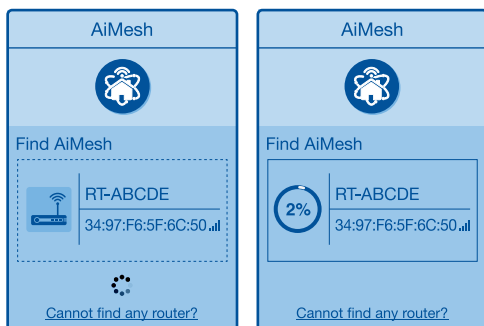 AiMesh
Find AiMesh
RT-ABCDE
34:97:F6:5F:6C:50
Cannot find any router?
AiMesh
Find AiMesh
2%
RT-ABCDE
34:97:F6:5F:6C:50
Cannot find any router?